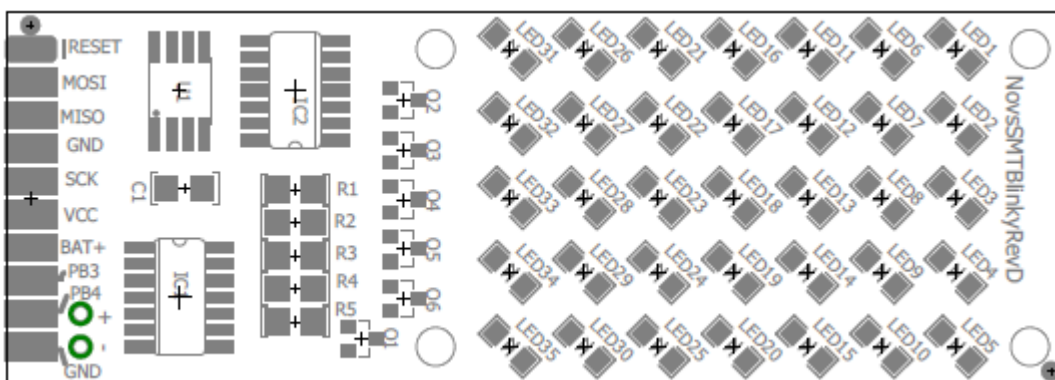 RESET
MOSI
MISO
GND
SCK
VCC
BAT+
PB3
PB4
+
-
GND
U1
IC2
C1
R1
R2
R3
R4
R5
Q2
Q3
Q4
Q5
Q6
Q1
LED31
LED26
LED21
LED16
LED11
LED6
LED1
LED32
LED27
LED22
LED17
LED12
LED7
LED2
LED33
LED28
LED23
LED18
LED13
LED8
LED3
LED34
LED29
LED24
LED19
LED14
LED9
LED4
LED35
LED30
LED25
LED20
LED15
LED10
LED5
NovsSMTBlinkyRevD